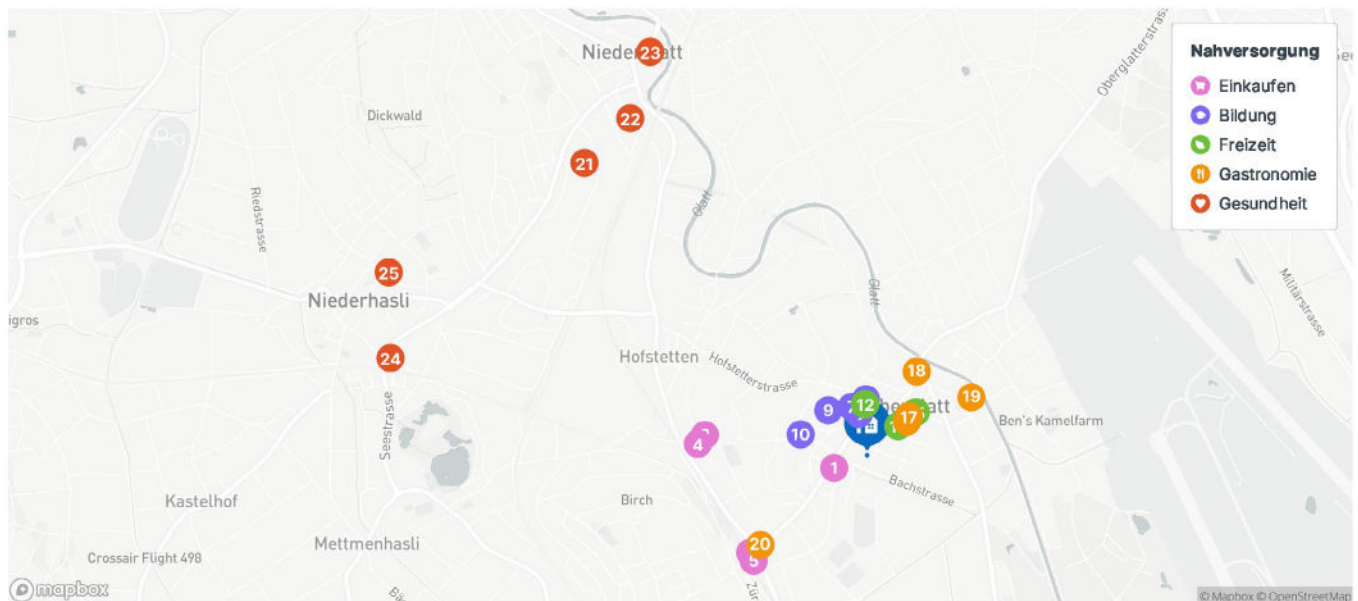 Niederglatt
23
22
Dickwald
21
Riedstrasse
Glatt
Glatt
Oberglatterstrasse
Militärstrasse
Nahversorgung
Einkaufen
Bildung
Freizeit
Gastronomie
Gesundheit
25
Niederhasli
igros
24
Seestrasse
Hofstetten
Hofstetterstrasse
18
19
12
9
17
10
4
1
Ben's Kamelfarm
Bachstrasse
Birch
Kastelhof
Mettmenhasli
Crossair Flight 498
20
5
Zür
mapbox
© Mapbox © OpenStreetMap